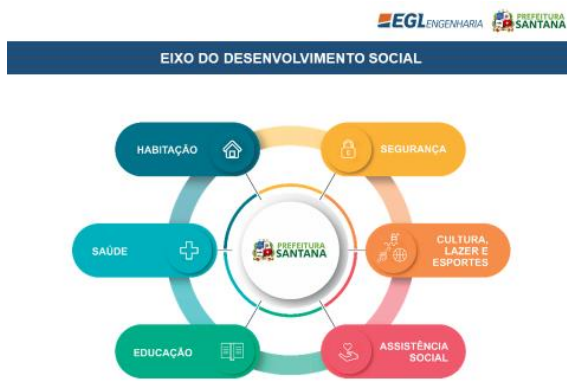 EGL ENGENHARIA
PREFEITURA
SANTANA
EIXO DO DESENVOLVIMENTO SOCIAL
HABITAÇÃO
SEGURANÇA
SAÚDE
PREFEITURA
SANTANA
CULTURA,
LAZER E
ESPORTES
EDUCAÇÃO
ASSISTÊNCIA
SOCIAL